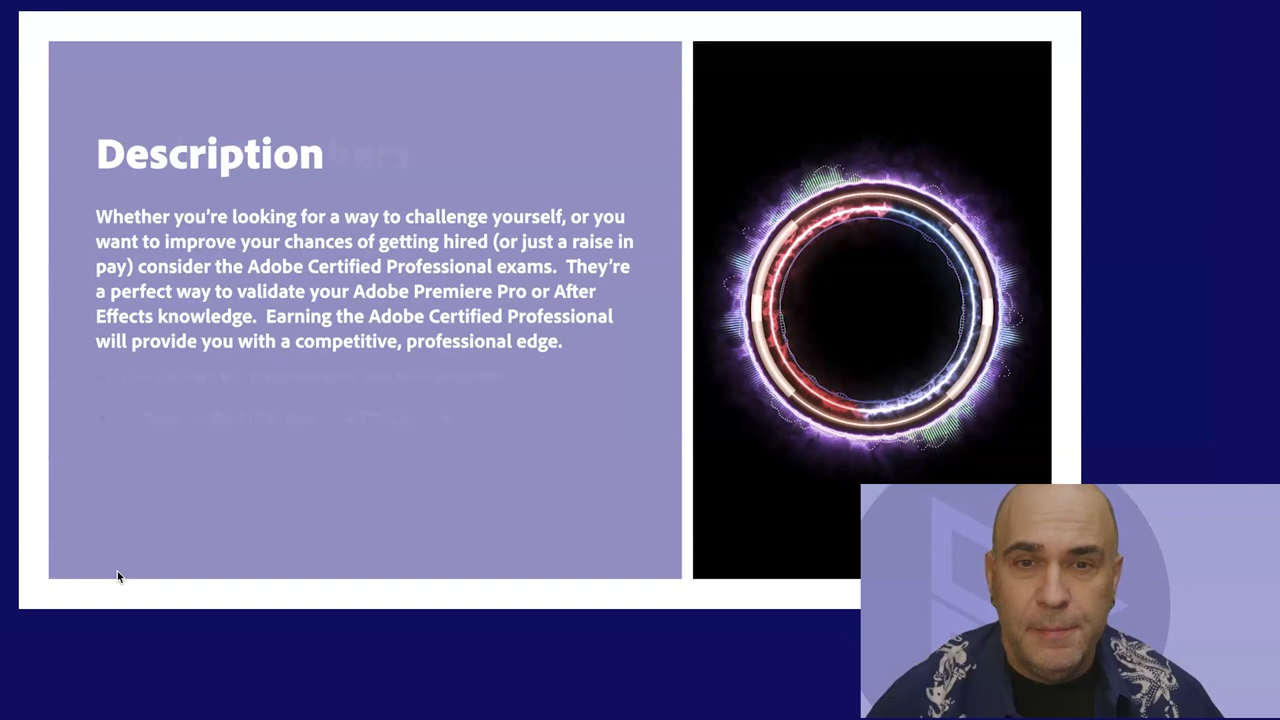 Description
Whether you’re looking for a way to challenge yourself, or you
want to improve your chances of getting hired (or just a raise in
pay) consider the Adobe Certified Professional exams.  They’re
a perfect way to validate your Adobe Premiere Pro or After
Effects knowledge.  Earning the Adobe Certified Professional
will provide you with a competitive, professional edge.